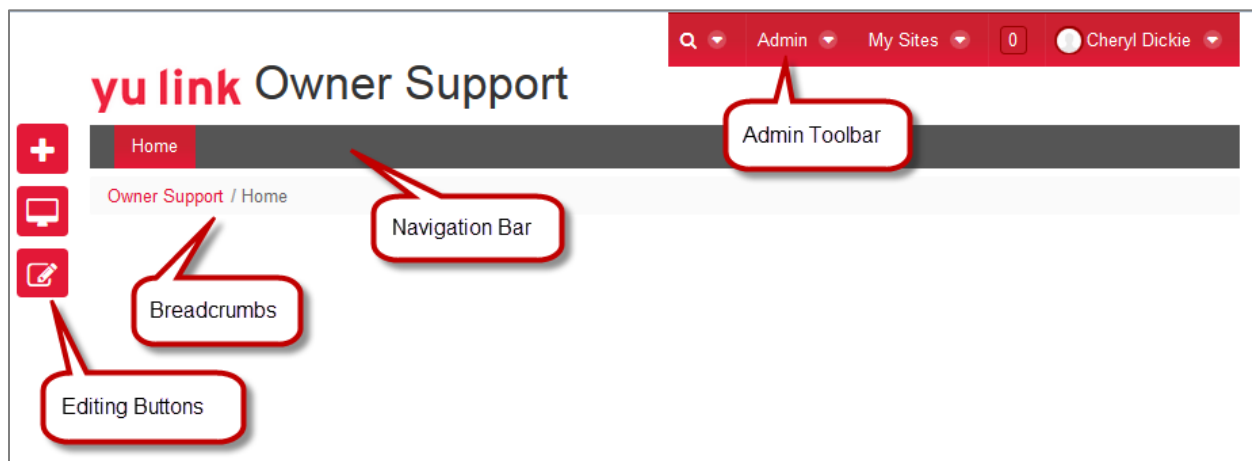 Admin My Sites 0 Cheryl Dickie
yu link Owner Support
Admin Toolbar
Home
Owner Support / Home
Navigation Bar
Breadcrumbs
Editing Buttons